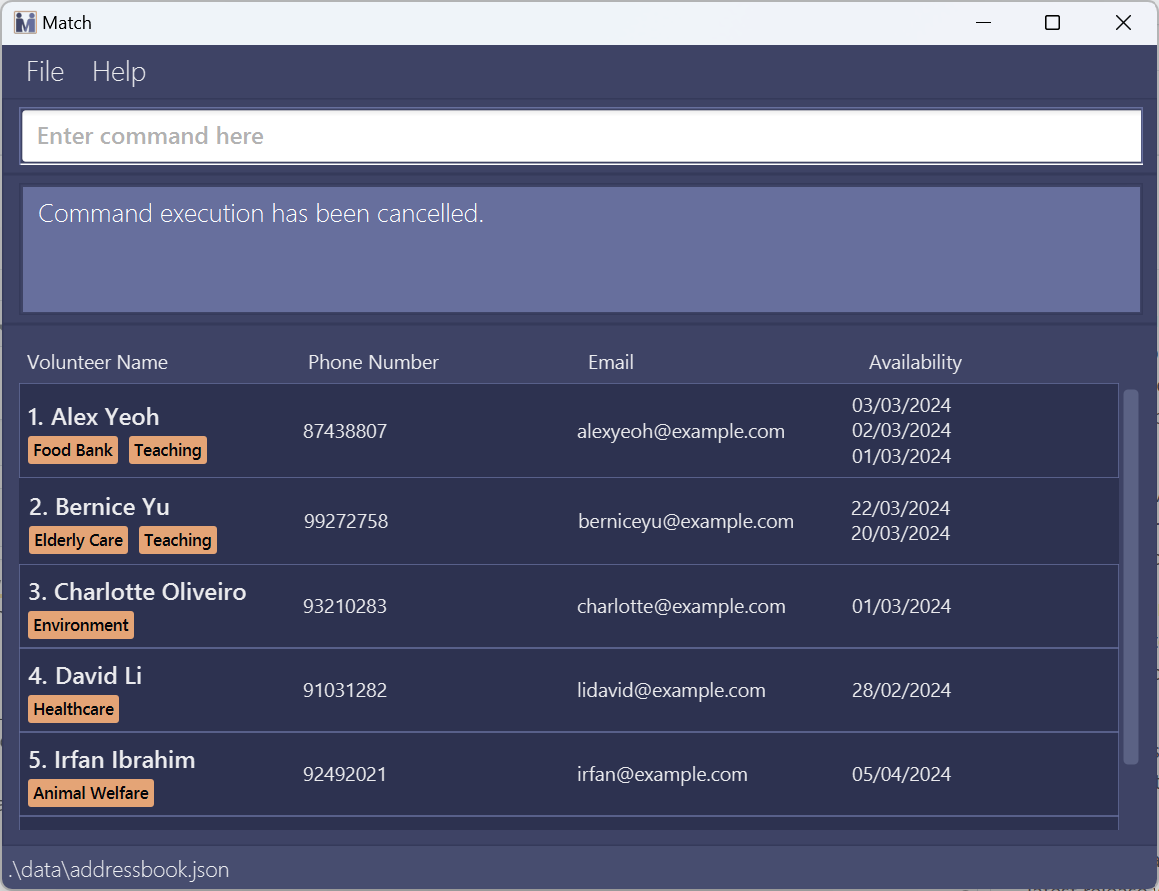 Match
File Help
Enter command here
Command execution has been cancelled.
Volunteer Name Phone Number Email Availability
1. Alex Yeoh
Food Bank Teaching
87438807
alexyeoh@example.com
03/03/2024
02/03/2024
01/03/2024
2. Bernice Yu
Elderly Care Teaching
99272758
berniceyu@example.com
22/03/2024
20/03/2024
3. Charlotte Oliveiro
Environment
93210283
charlotte@example.com
01/03/2024
4. David Li
Healthcare
91031282
lidavid@example.com
28/02/2024
5. Irfan Ibrahim
Animal Welfare
92492021
irfan@example.com
05/04/2024
.\data\addressbook.json